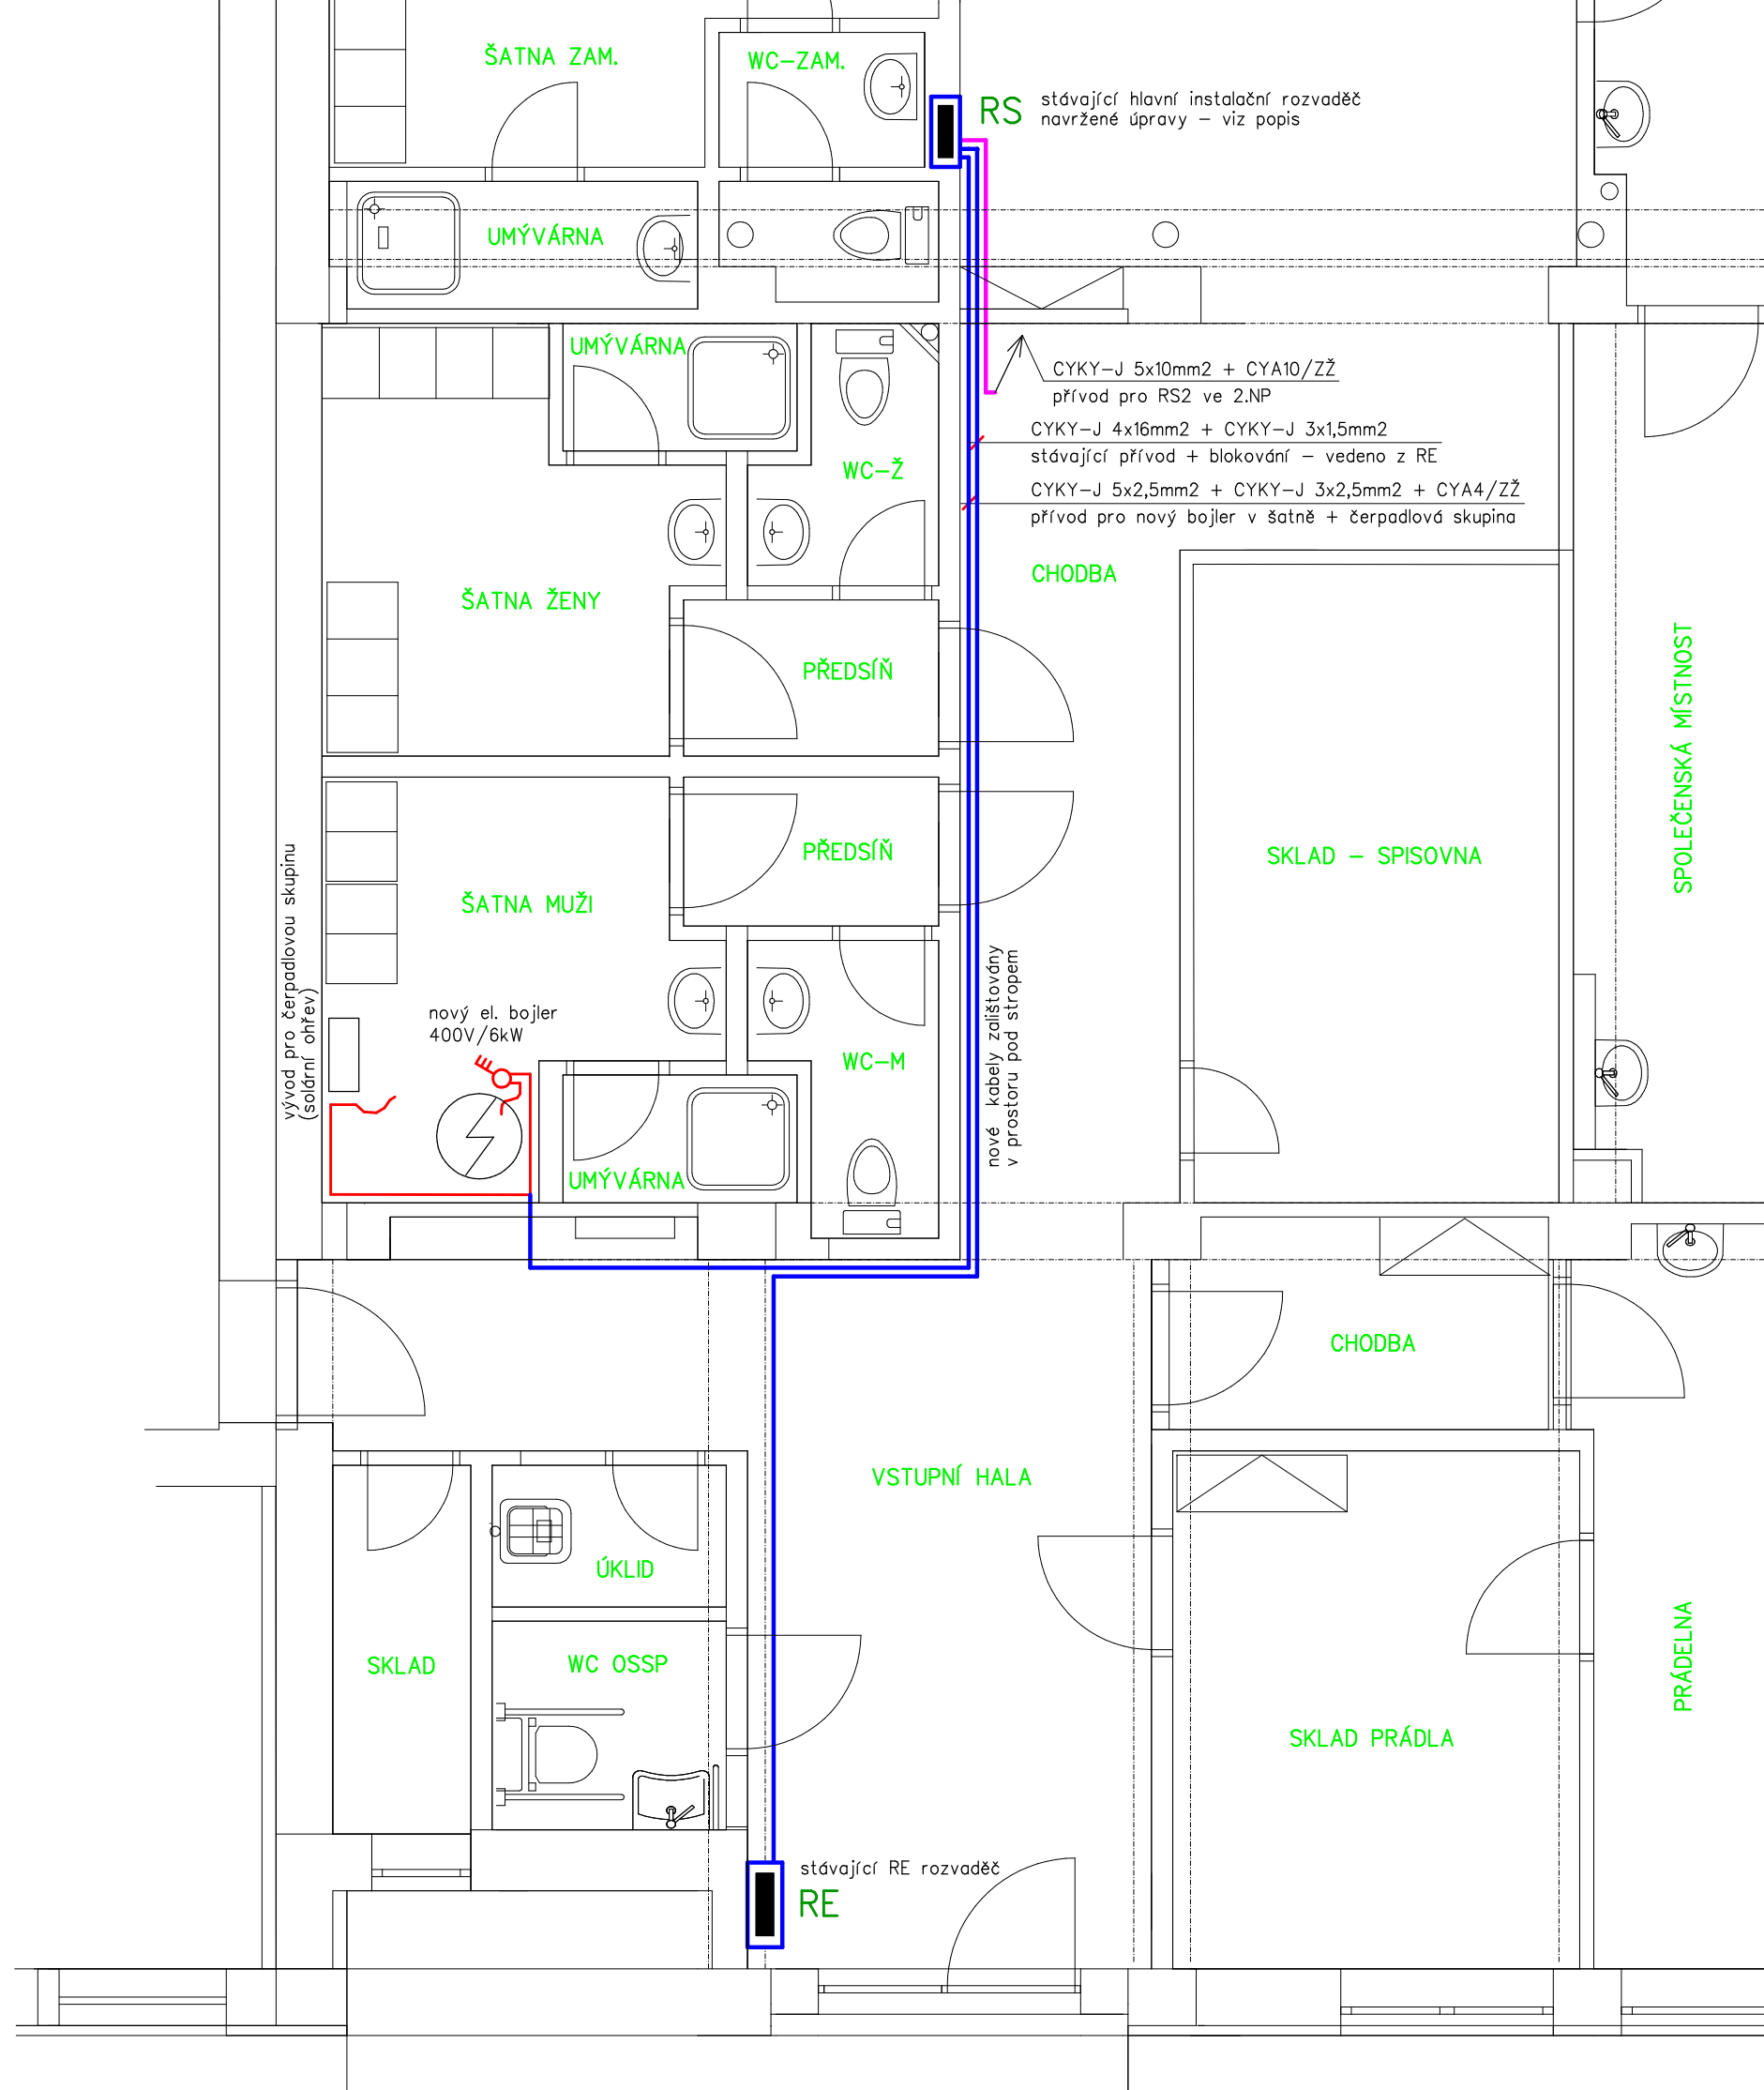 ŠATNA ZAM.
WC-ZAM.
RS
stávající hlavní instalační rozvaděč
navržené úpravy - viz popis
UMÝVÁRNA
UMÝVÁRNA
CYKY-J 5x10mm2 + CYA10/ZŽ
přívod pro RS2 ve 2.NP
CYKY-J 4x16mm2 + CYKY-J 3x1,5mm2
stávající přívod + blokování - vedeno z RE
WC-Ž
CYKY-J 5x2,5mm2 + CYKY-J 3x2,5mm2 + CYA4/ZŽ
přívod pro nový bojler v šatně + čerpadlová skupina
CHODBA
ŠATNA ŽENY
PŘEDSÍŇ
SPOLEČENSKÁ MÍSTNOST
PŘEDSÍŇ
SKLAD - SPISOVNA
ŠATNA MUŽI
vývod pro čerpadlovou skupinu
(solární ohřev)
nový el. bojler
400V/6kW
nové kabely zalištovány
v prostoru pod stropem
WC-M
UMÝVÁRNA
CHODBA
VSTUPNÍ HALA
ÚKLID
SKLAD
WC OSSP
PRÁDELNA
SKLAD PRÁDLA
stávající RE rozvaděč
RE